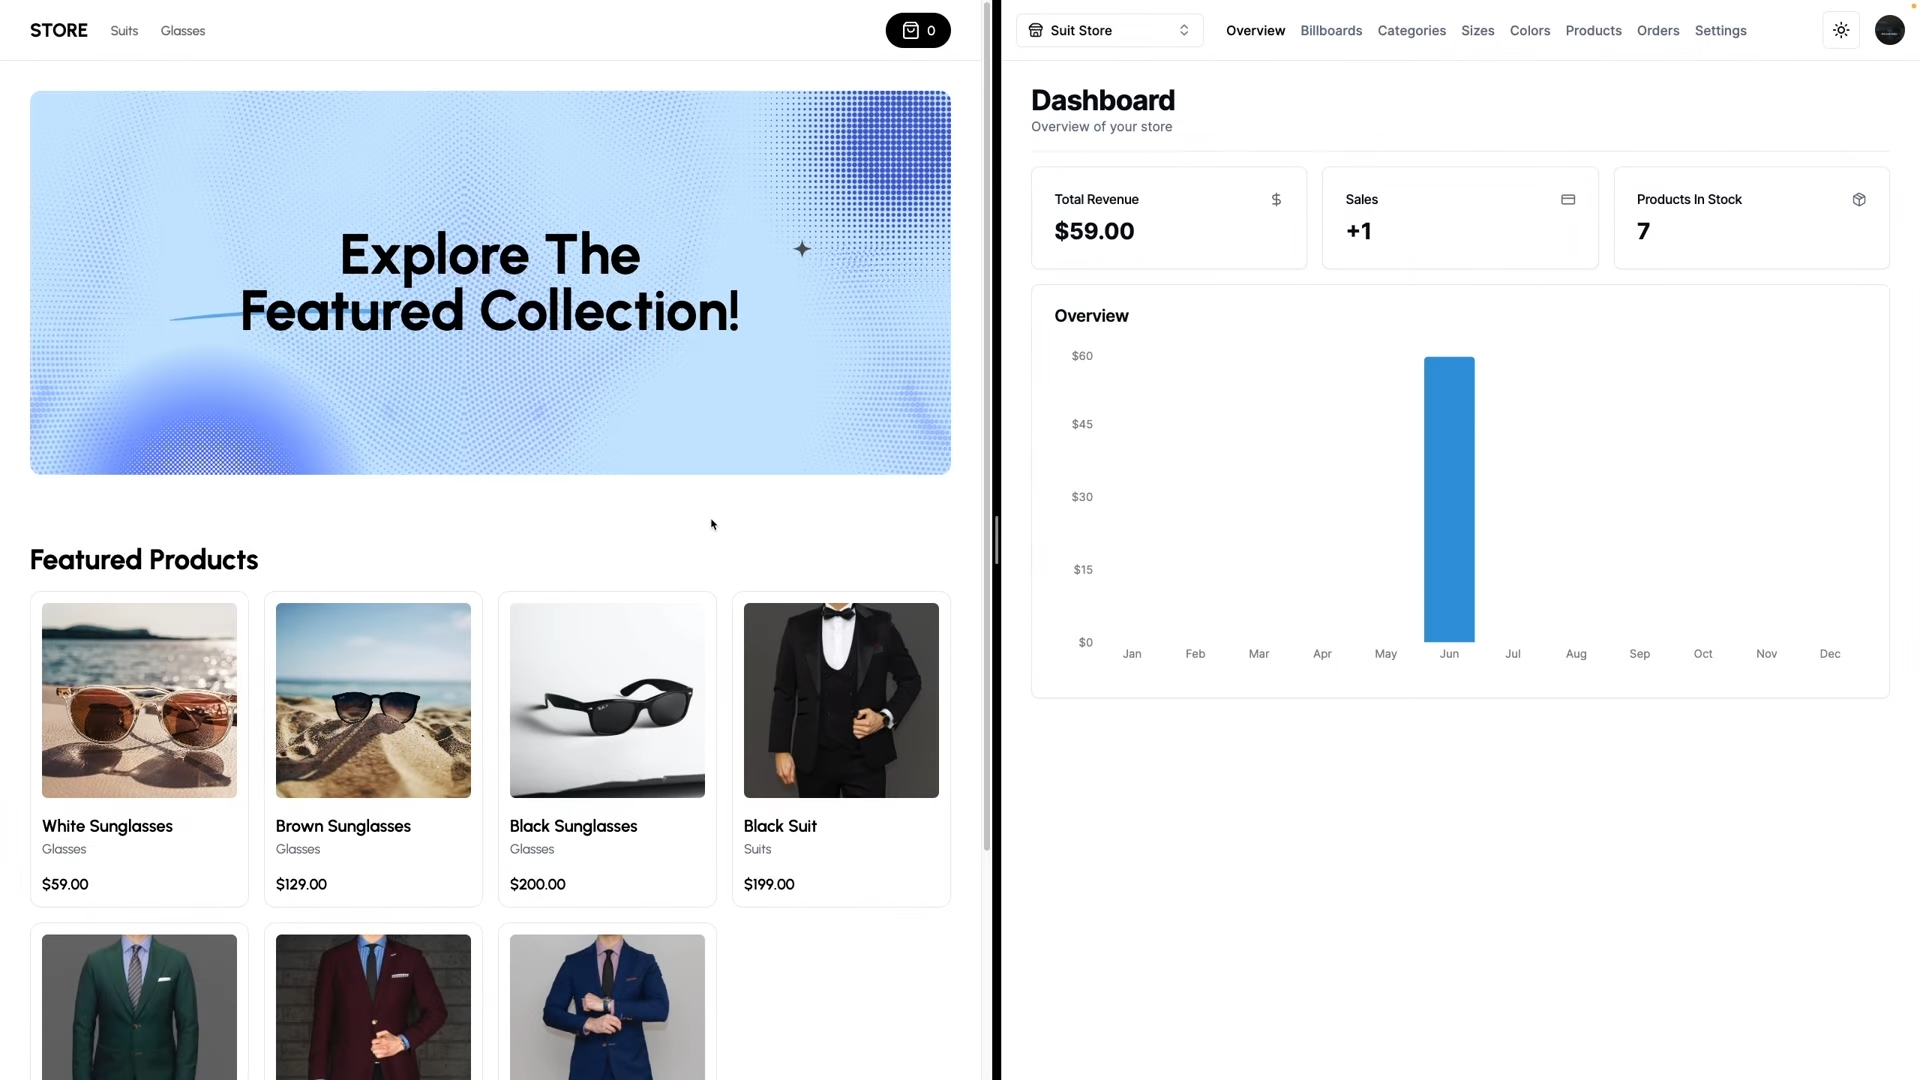 STORE
Suits
Glasses
0
Explore The
Featured Collection!
Featured Products
White Sunglasses
Glasses
$59.00
Brown Sunglasses
Glasses
$129.00
Black Sunglasses
Glasses
$200.00
Black Suit
Suits
$199.00
Suit Store
Overview
Billboards
Categories
Sizes
Colors
Products
Orders
Settings
Dashboard
Overview of your store
Total Revenue
$59.00
Sales
+1
Products In Stock
7
Overview
$60
$45
$30
$15
$0
Jan
Feb
Mar
Apr
May
Jun
Jul
Aug
Sep
Oct
Nov
Dec